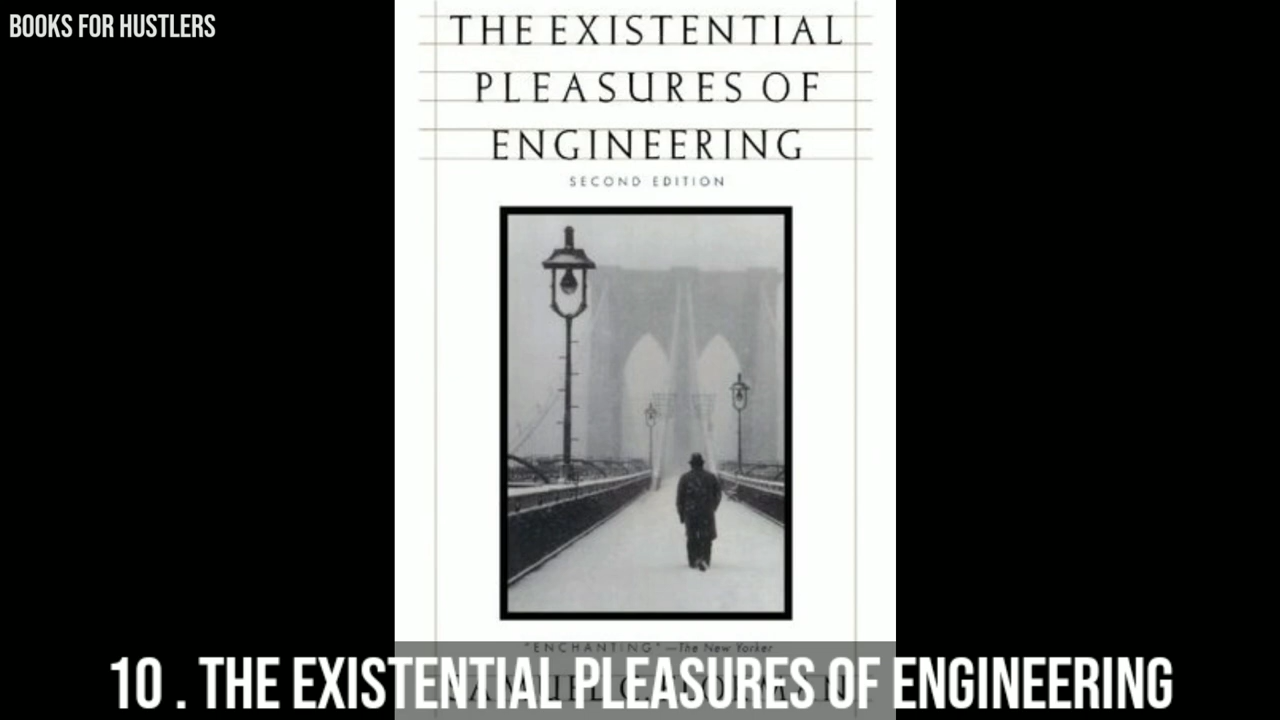 BOOKS FOR HUSTLERS
THE EXISTENTIAL
PLEASURES OF
ENGINEERING
SECOND EDITION
"ENCHANTING" —The New Yorker
10 . THE EXISTENTIAL PLEASURES OF ENGINEERING